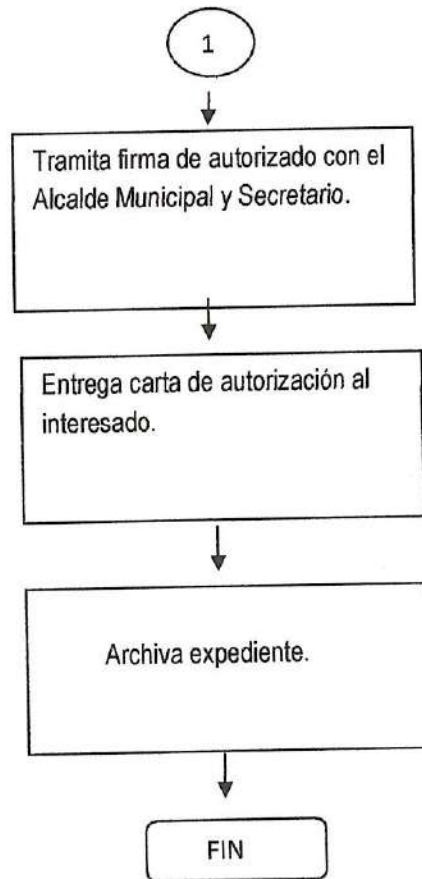 1
Tramita firma de autorizado con el
Alcalde Municipal y Secretario.
Entrega carta de autorización al
interesado.
Archiva expediente.
FIN